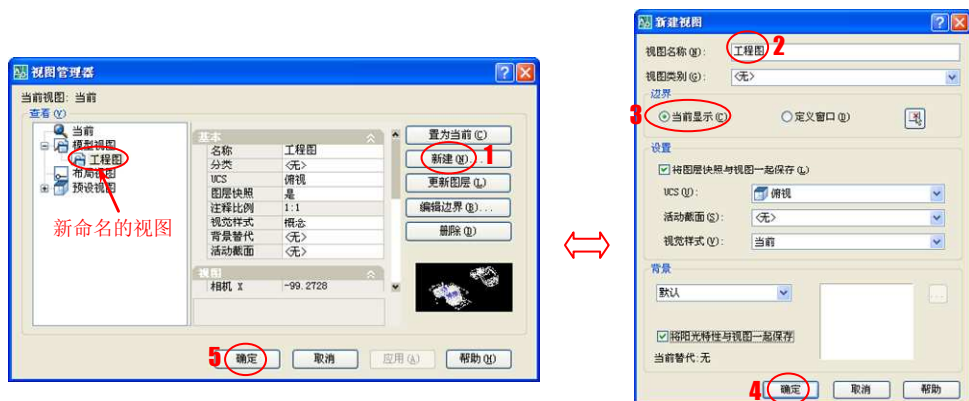 视图管理器
当前视图: 当前
查看(V)
当前
模型视图
工程图
布局视图
预设视图
新命名的视图
基本
名称 工程图
分类 <无>
UCS 俯视
图层快照 是
注释比例 1:1
视觉样式 概念
背景替代 <无>
活动截面 <无>
视图
相机 X -99.2728
置为当前(C)
新建(N)... 1
更新图层(L)
编辑边界(B)...
删除(D)
5 确定
取消
应用(A)
帮助(H)
新建视图
视图名称(N): 工程图 2
视图类别(G): <无>
边界
3 当前显示(C)
定义窗口(D)
设置
将图层快照与视图一起保存(L)
UCS(U): 俯视
活动截面(S): <无>
视觉样式(V): 当前
背景
默认
...
将阳光特性与视图一起保存
当前替代:无
4 确定
取消
帮助